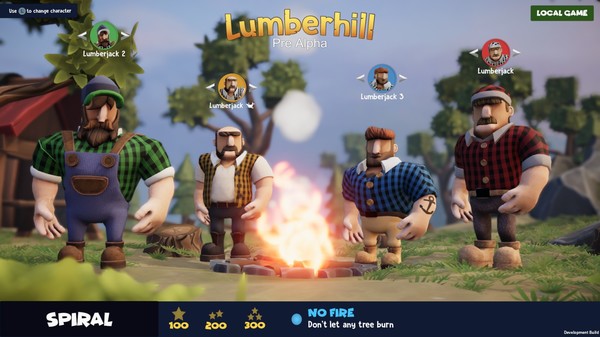 Use to change character
Lumberhill
Pre-Alpha
LOCAL GAME
Lumberjack 2
Lumberjack
Lumberjack 3
Lumberjack
SPIRAL
100
200
300
NO FIRE
Don't let any tree burn
Development Build